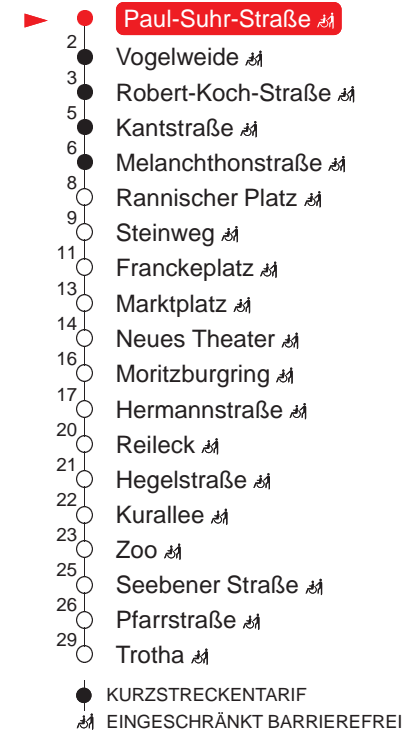 Paul-Suhr-Straße
2 Vogelweide
3 Robert-Koch-Straße
5 Kantstraße
6 Melanchthonstraße
8 Rannischer Platz
9 Steinweg
11 Franckeplatz
13 Marktplatz
14 Neues Theater
16 Moritzburgring
17 Hermannstraße
20 Reileck
21 Hegelstraße
22 Kurallee
23 Zoo
25 Seebener Straße
26 Pfarrstraße
29 Trotha
KURZSTRECKENTARIF
EINGESCHRÄNKT BARRIEREFREI